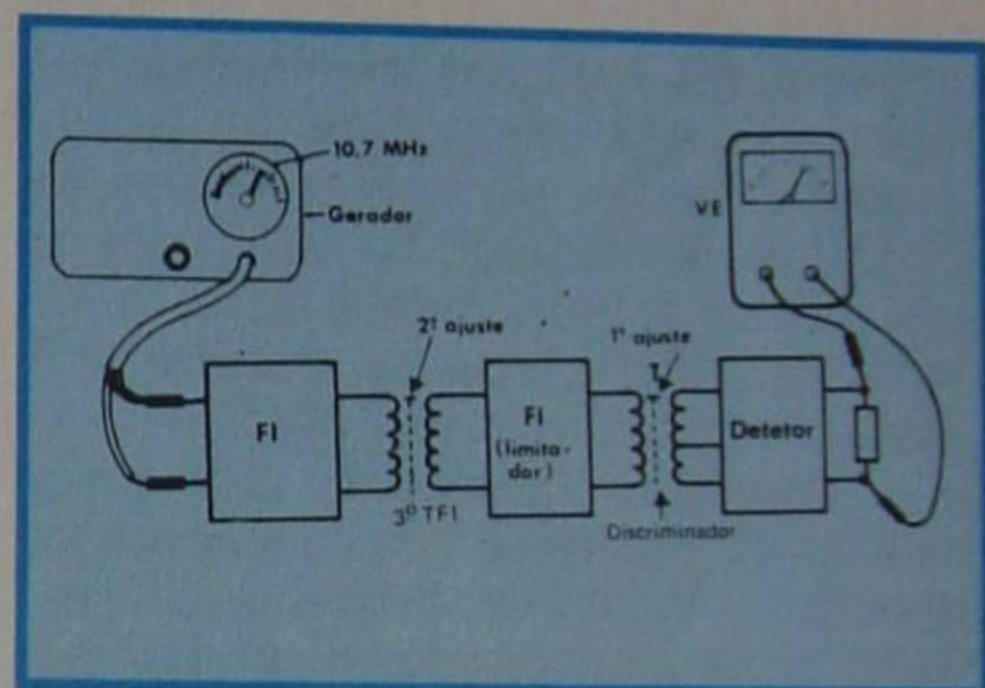 10.7 MHz
Gerador
VE
2º ajuste
1º ajuste
FI
FI
(limita-
dor)
Detetor
3º TFI
Discriminador